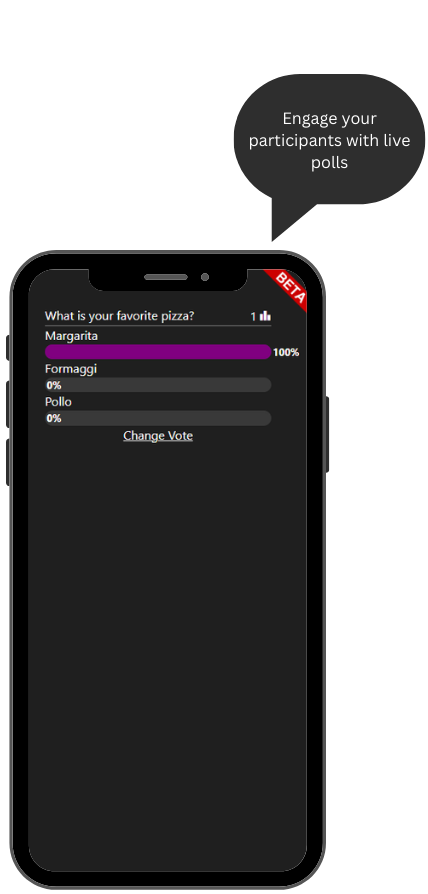 Engage your
participants with live
polls
BETA
What is your favorite pizza? 1
Margarita
100%
Formaggi
0%
Pollo
0%
Change Vote